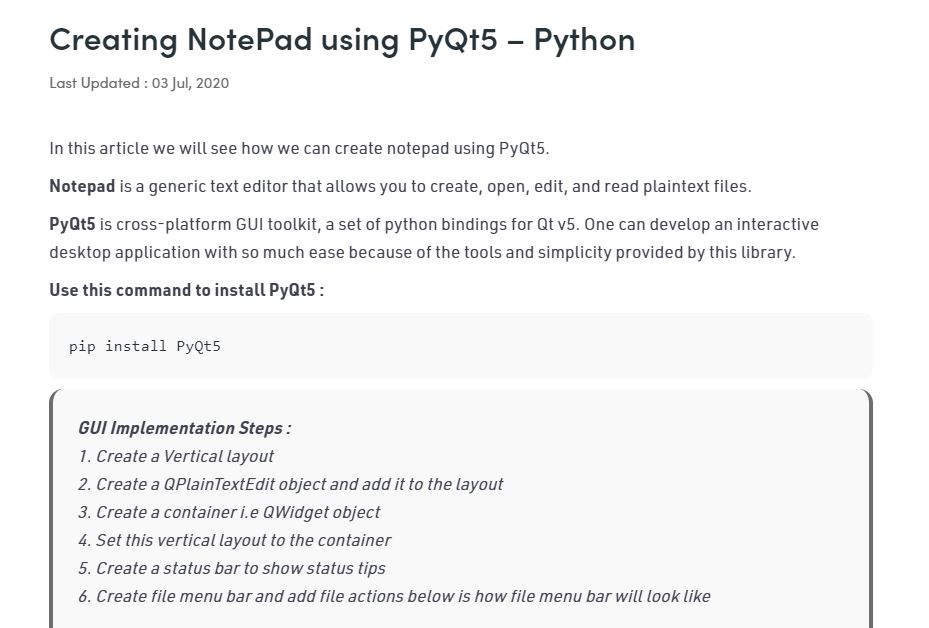 Creating NotePad using PyQt5 – Python
Last Updated : 03 Jul, 2020
In this article we will see how we can create notepad using PyQt5.
Notepad is a generic text editor that allows you to create, open, edit, and read plaintext files.
PyQt5 is cross-platform GUI toolkit, a set of python bindings for Qt v5. One can develop an interactive
desktop application with so much ease because of the tools and simplicity provided by this library.
Use this command to install PyQt5 :
pip install PyQt5
GUI Implementation Steps :
1. Create a Vertical layout
2. Create a QPlainTextEdit object and add it to the layout
3. Create a container i.e QWidget object
4. Set this vertical layout to the container
5. Create a status bar to show status tips
6. Create file menu bar and add file actions below is how file menu bar will look like